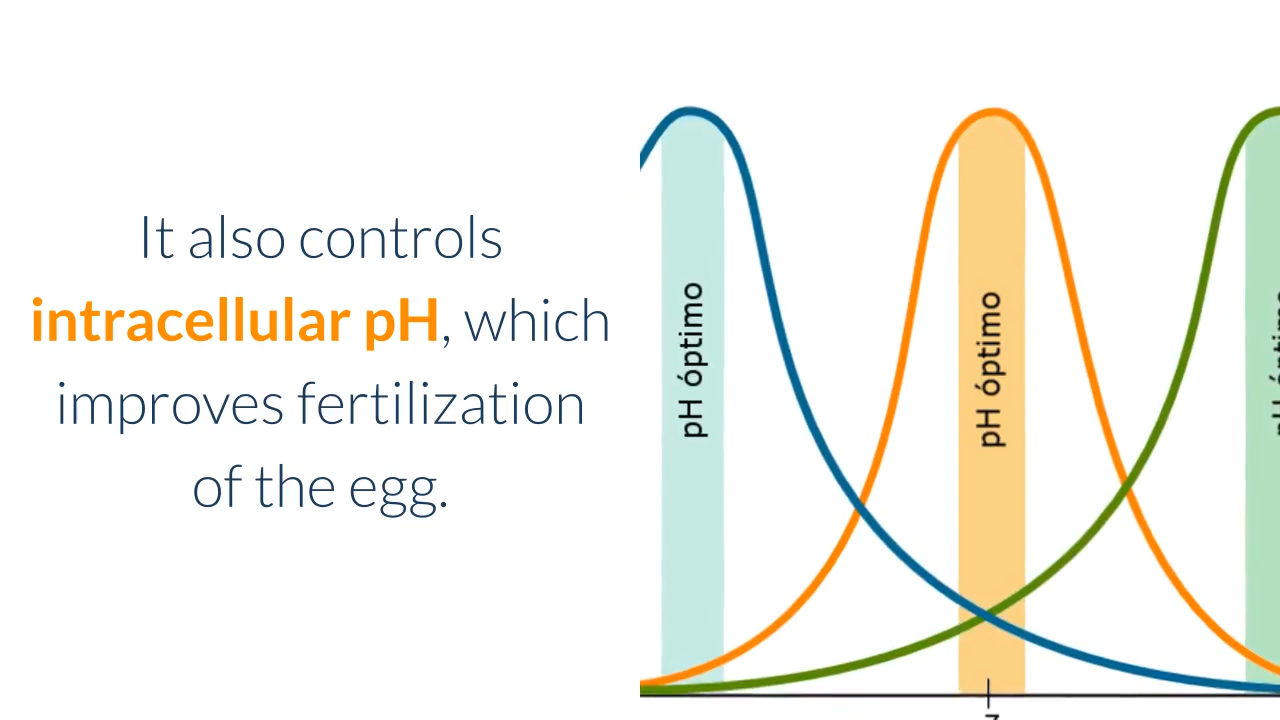 It also controls
intracellular pH, which
improves fertilization
of the egg.
pH óptimo
pH óptimo